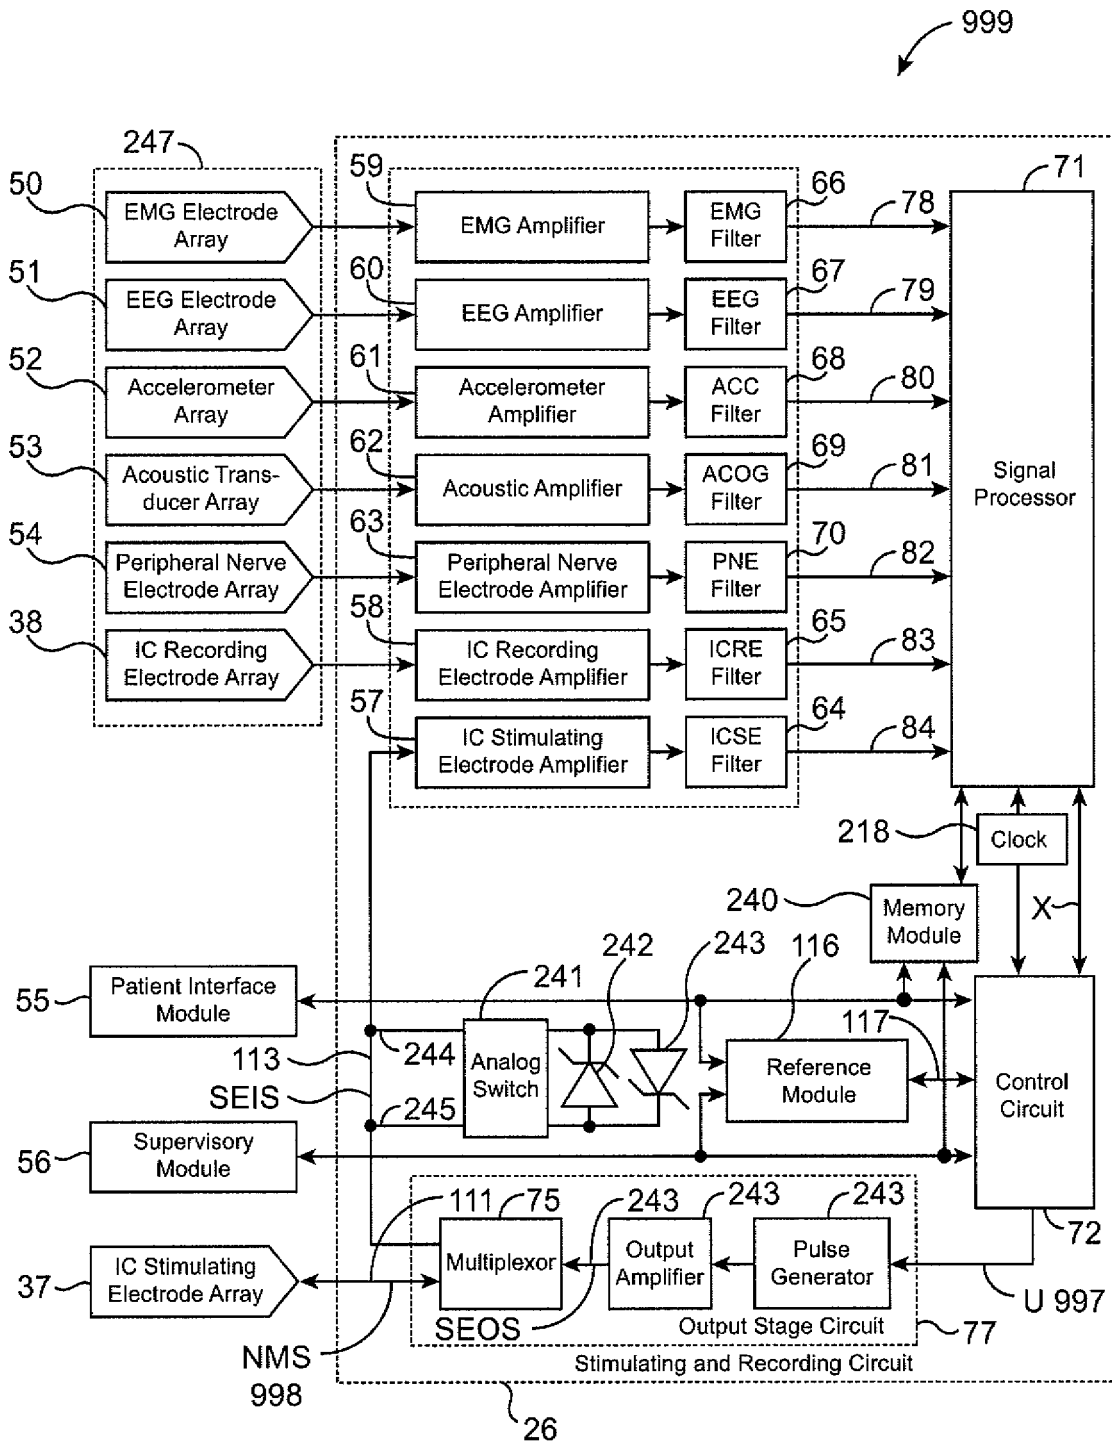 999
247
50
EMG Electrode
Array
59
EMG Amplifier
66
EMG
Filter
78
71
51
EEG Electrode
Array
60
EEG Amplifier
67
EEG
Filter
79
52
Accelerometer
Array
61
Accelerometer
Amplifier
68
ACC
Filter
80
53
Acoustic Trans-
ducer Array
62
Acoustic Amplifier
69
ACOG
Filter
81
Signal
Processor
54
Peripheral Nerve
Electrode Array
63
Peripheral Nerve
Electrode Amplifier
70
PNE
Filter
82
38
IC Recording
Electrode Array
58
IC Recording
Electrode Amplifier
65
ICRE
Filter
83
57
IC Stimulating
Electrode Amplifier
64
ICSE
Filter
84
218
Clock
240
Memory
Module
X
55
Patient Interface
Module
241
242
243
116
113
244
Analog
Switch
Reference
Module
117
Control
Circuit
SEIS
245
56
Supervisory
Module
111
75
243
243
243
72
37
IC Stimulating
Electrode Array
Multiplexor
Output
Amplifier
Pulse
Generator
U 997
SEOS
Output Stage Circuit
77
NMS
998
Stimulating and Recording Circuit
26